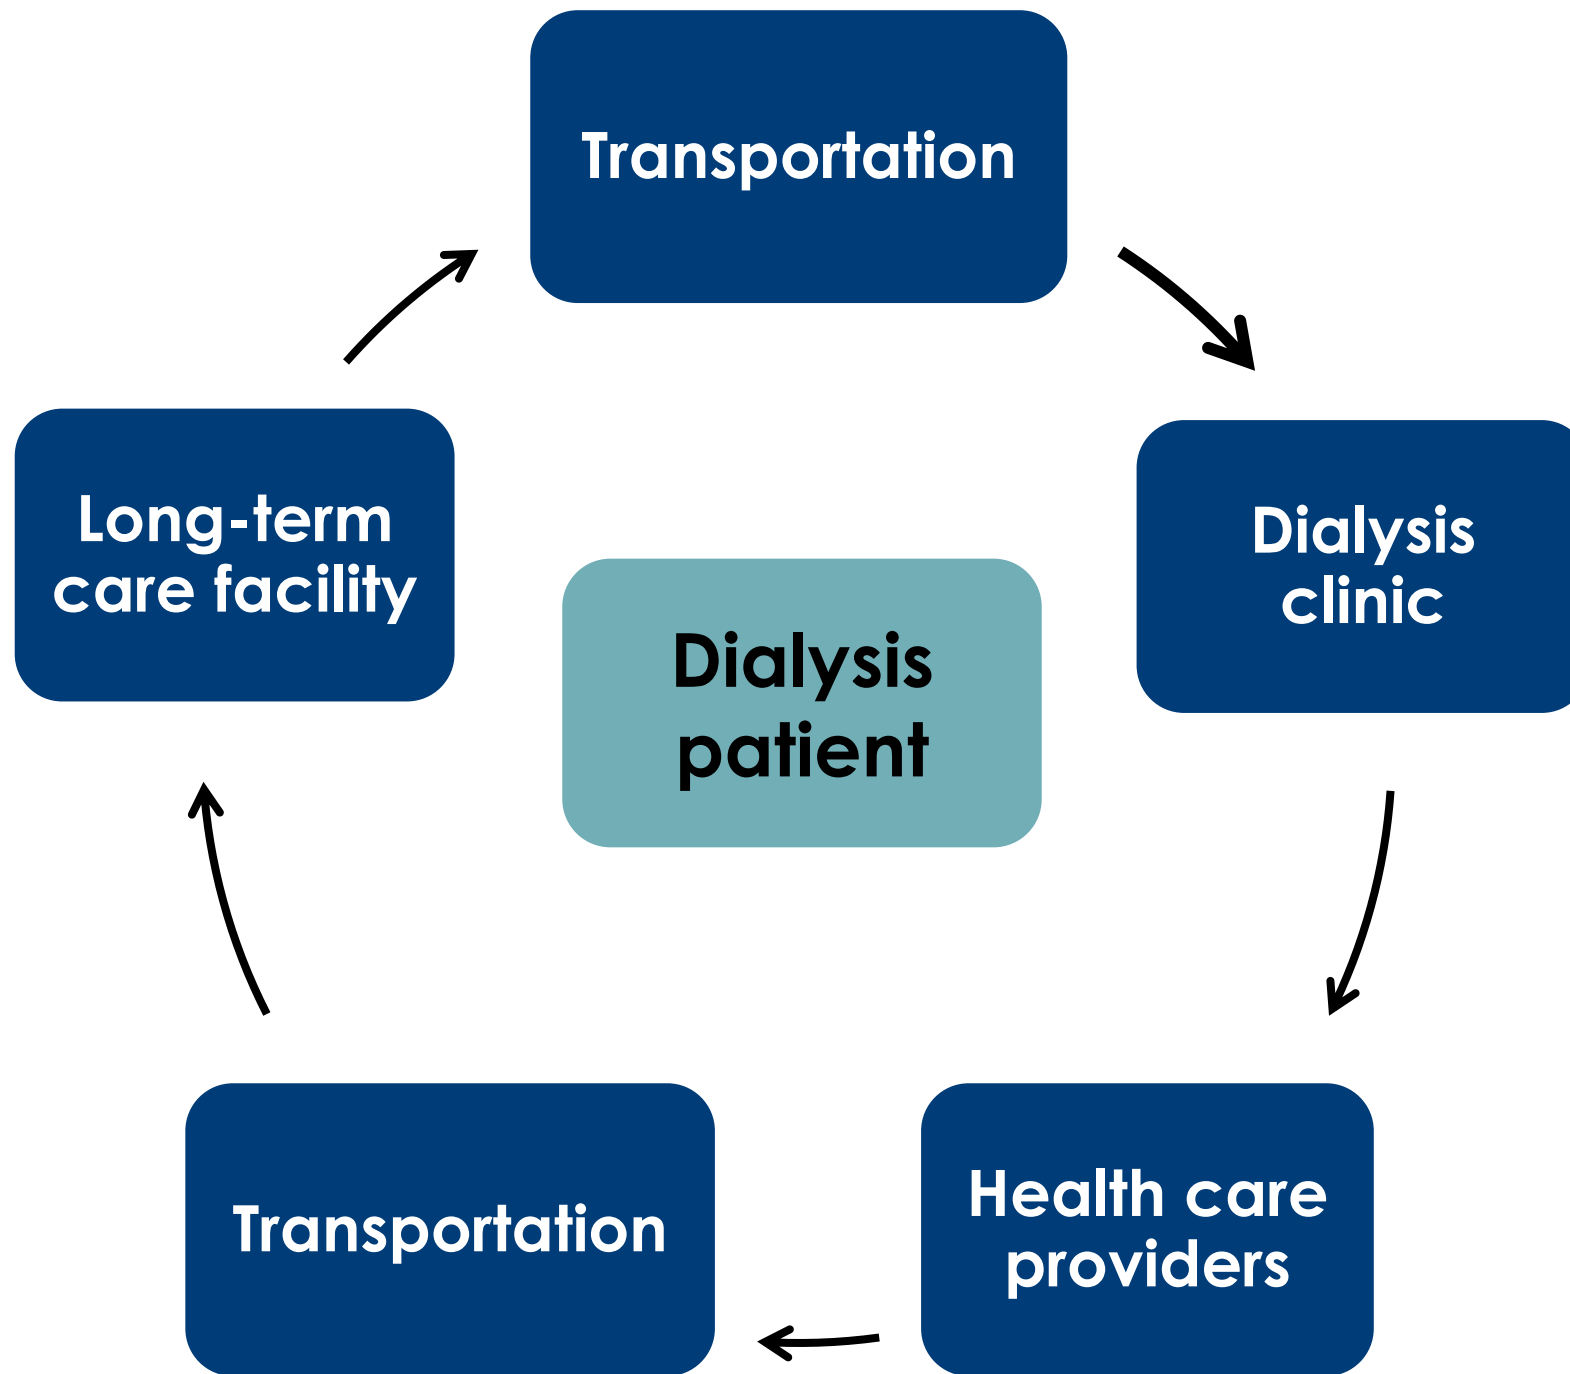 Transportation
Long-term
care facility
Dialysis
clinic
Dialysis
patient
Transportation
Health care
providers